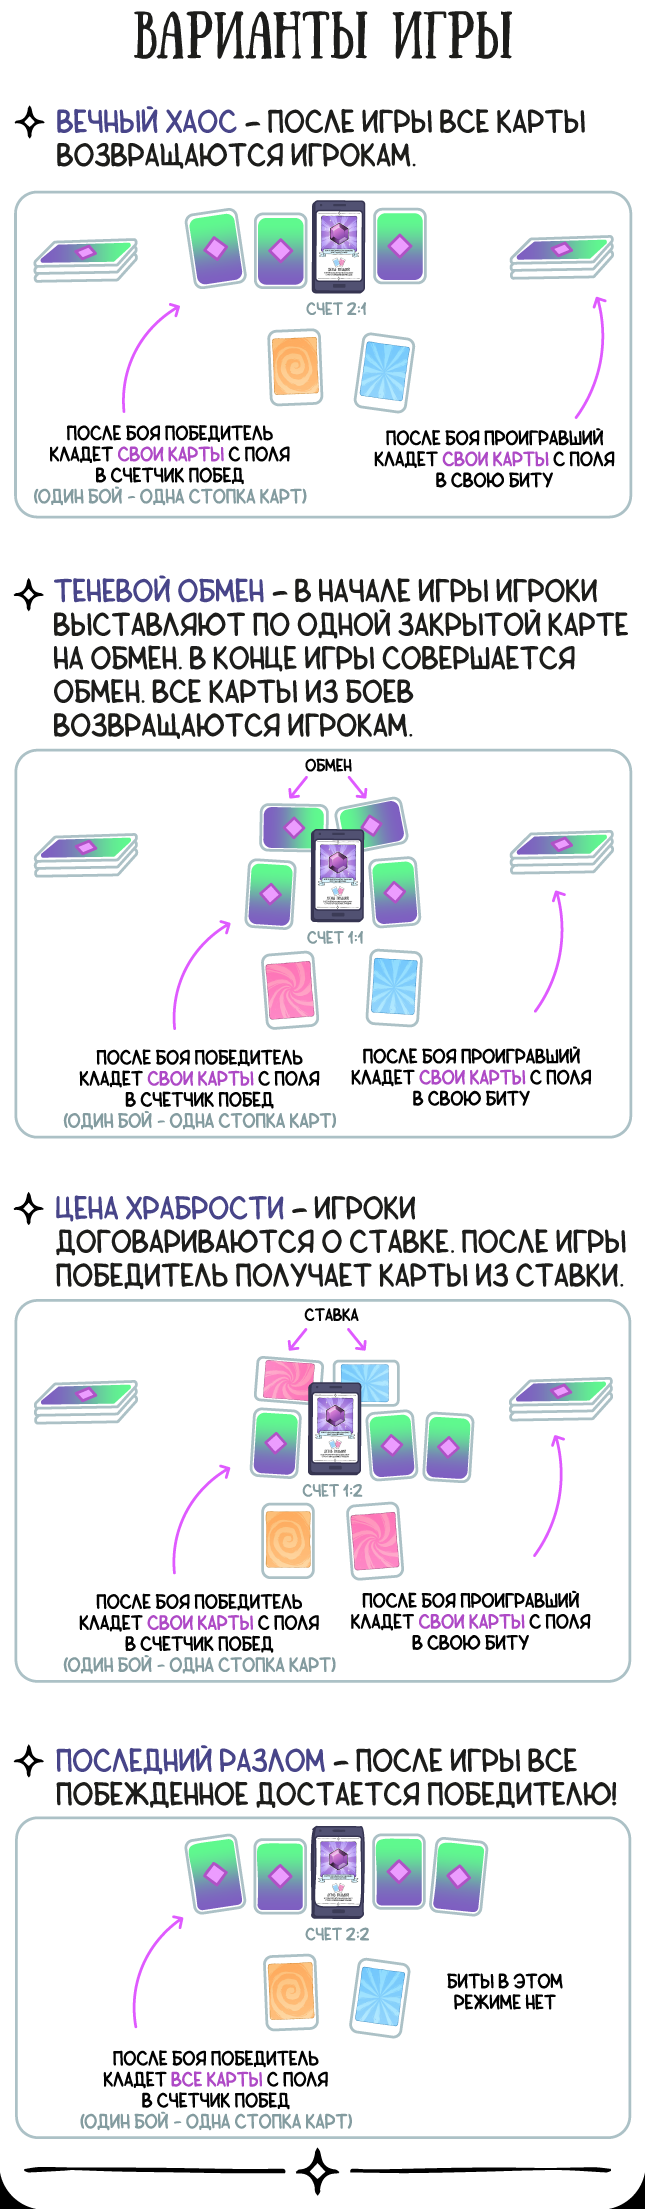 ВАРИАНТЫ ИГРЫ
ВЕЧНЫЙ ХАОС – ПОСЛЕ ИГРЫ ВСЕ КАРТЫ
ВОЗВРАЩАЮТСЯ ИГРОКАМ.
СЧЕТ 2:1
ПОСЛЕ БОЯ ПОБЕДИТЕЛЬ
КЛАДЕТ СВОИ КАРТЫ С ПОЛЯ
В СЧЕТЧИК ПОБЕД
(ОДИН БОЙ - ОДНА СТОПКА КАРТ)
ПОСЛЕ БОЯ ПРОИГРАВШИЙ
КЛАДЕТ СВОИ КАРТЫ С ПОЛЯ
В СВОЮ БИТУ
ТЕНЕВОЙ ОБМЕН – В НАЧАЛЕ ИГРЫ ИГРОКИ
ВЫСТАВЛЯЮТ ПО ОДНОЙ ЗАКРЫТОЙ КАРТЕ
НА ОБМЕН. В КОНЦЕ ИГРЫ СОВЕРШАЕТСЯ
ОБМЕН. ВСЕ КАРТЫ ИЗ БОЕВ
ВОЗВРАЩАЮТСЯ ИГРОКАМ.
ОБМЕН
СЧЕТ 1:1
ПОСЛЕ БОЯ ПОБЕДИТЕЛЬ
КЛАДЕТ СВОИ КАРТЫ С ПОЛЯ
В СЧЕТЧИК ПОБЕД
(ОДИН БОЙ - ОДНА СТОПКА КАРТ)
ПОСЛЕ БОЯ ПРОИГРАВШИЙ
КЛАДЕТ СВОИ КАРТЫ С ПОЛЯ
В СВОЮ БИТУ
ЦЕНА ХРАБРОСТИ – ИГРОКИ
ДОГОВАРИВАЮТСЯ О СТАВКЕ. ПОСЛЕ ИГРЫ
ПОБЕДИТЕЛЬ ПОЛУЧАЕТ КАРТЫ ИЗ СТАВКИ.
СТАВКА
СЧЕТ 1:2
ПОСЛЕ БОЯ ПОБЕДИТЕЛЬ
КЛАДЕТ СВОИ КАРТЫ С ПОЛЯ
В СЧЕТЧИК ПОБЕД
(ОДИН БОЙ - ОДНА СТОПКА КАРТ)
ПОСЛЕ БОЯ ПРОИГРАВШИЙ
КЛАДЕТ СВОИ КАРТЫ С ПОЛЯ
В СВОЮ БИТУ
ПОСЛЕДНИЙ РАЗЛОМ – ПОСЛЕ ИГРЫ ВСЕ
ПОБЕЖДЕННОЕ ДОСТАЕТСЯ ПОБЕДИТЕЛЮ!
СЧЕТ 2:2
БИТЫ В ЭТОМ
РЕЖИМЕ НЕТ
ПОСЛЕ БОЯ ПОБЕДИТЕЛЬ
КЛАДЕТ ВСЕ КАРТЫ С ПОЛЯ
В СЧЕТЧИК ПОБЕД
(ОДИН БОЙ - ОДНА СТОПКА КАРТ)